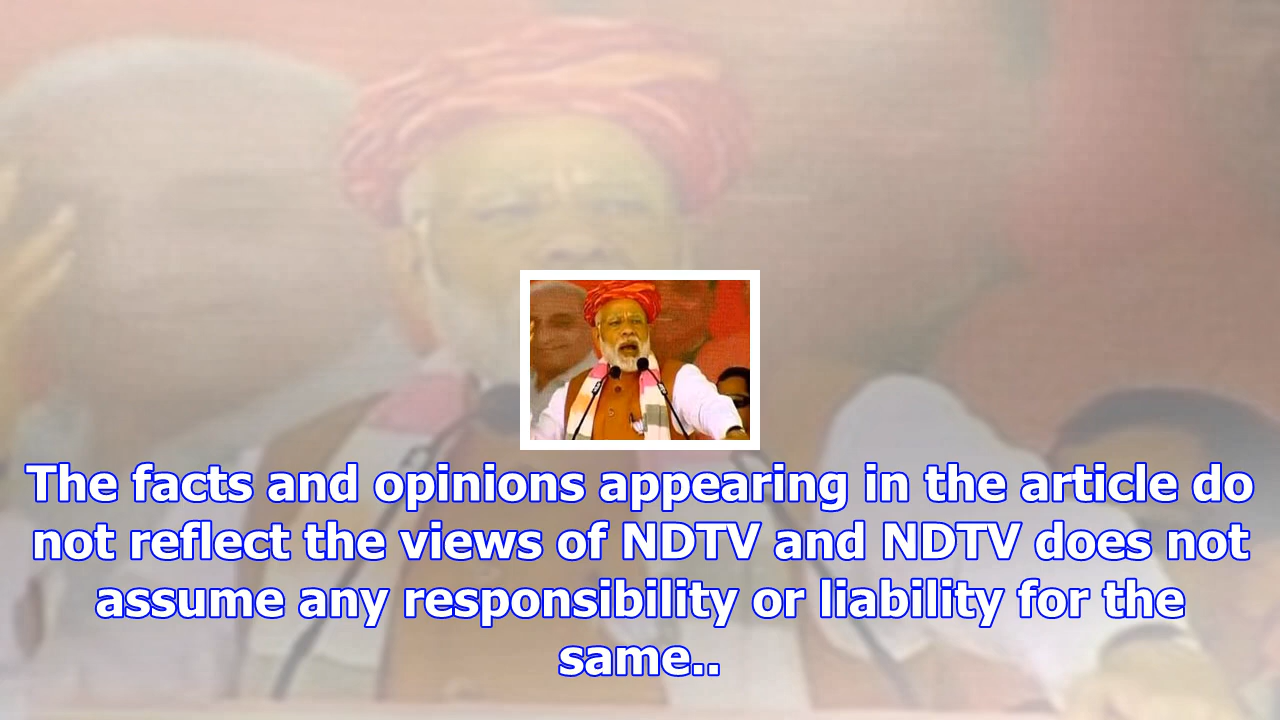 The facts and opinions appearing in the article do
not reflect the views of NDTV and NDTV does not
assume any responsibility or liability for the
same..